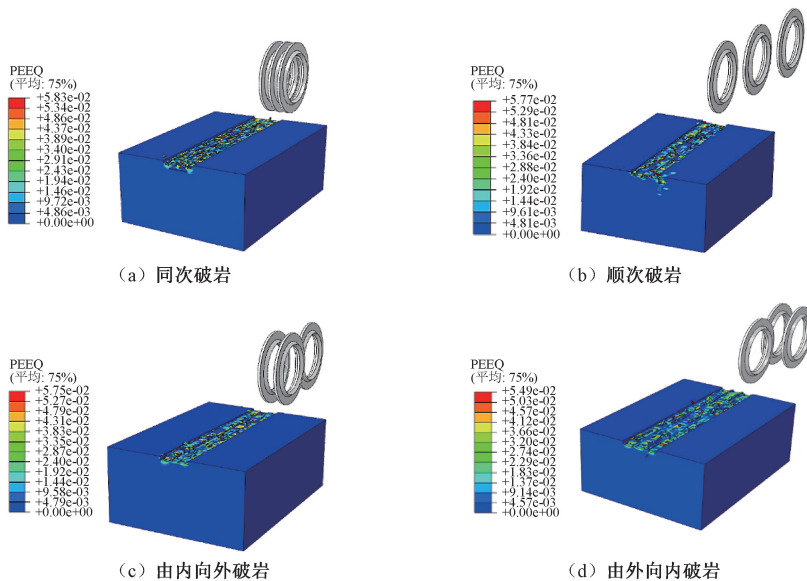 PEEQ
(平均: 75%)
+5.83e-02
+5.34e-02
+4.86e-02
+4.37e-02
+3.89e-02
+3.40e-02
+2.91e-02
+2.43e-02
+1.94e-02
+1.46e-02
+9.72e-03
+4.86e-03
+0.00e+00
(a) 同次破岩
PEEQ
(平均: 75%)
+5.77e-02
+5.29e-02
+4.81e-02
+4.33e-02
+3.84e-02
+3.36e-02
+2.88e-02
+2.40e-02
+1.92e-02
+1.44e-02
+9.61e-03
+4.81e-03
+0.00e+00
(b) 顺次破岩
PEEQ
(平均: 75%)
+5.75e-02
+5.27e-02
+4.79e-02
+4.31e-02
+3.83e-02
+3.35e-02
+2.87e-02
+2.40e-02
+1.92e-02
+1.44e-02
+9.58e-03
+4.79e-03
+0.00e+00
(c) 由内向外破岩
PEEQ
(平均: 75%)
+5.49e-02
+5.03e-02
+4.57e-02
+4.12e-02
+3.66e-02
+3.20e-02
+2.74e-02
+2.29e-02
+1.83e-02
+1.37e-02
+9.14e-03
+4.57e-03
+0.00e+00
(d) 由外向内破岩